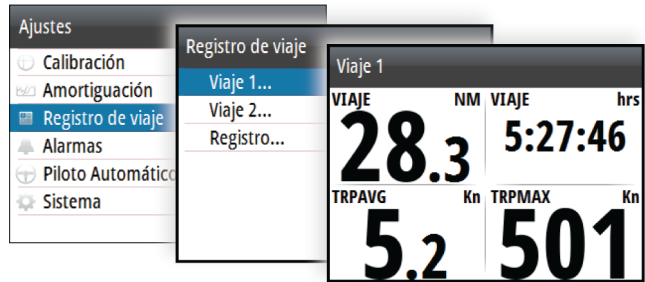 Ajustes
Calibración
Amortiguación
Registro de viaje
Alarmas
Piloto Automático
Sistema
Registro de viaje
Viaje 1...
Viaje 2...
Registro...
Viaje 1
VIAJE NM VIAJE hrs
28.3 5:27:46
TRPAVG Kn TRPMAX Kn
5.2 501